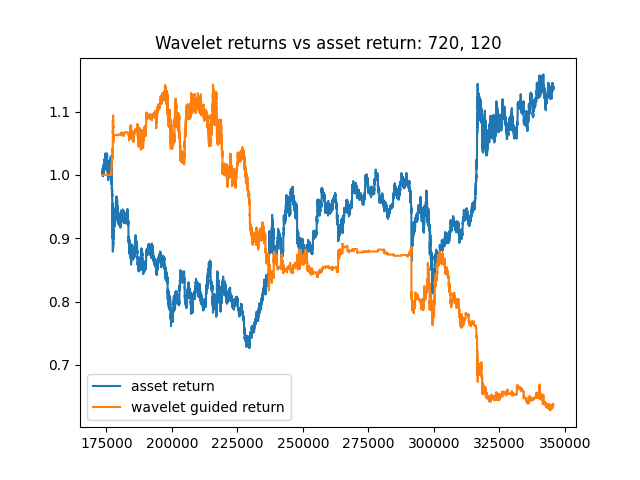 Wavelet returns vs asset return: 720, 120
1.1
1.0
0.9
0.8
0.7
asset return
wavelet guided return
175000 200000 225000 250000 275000 300000 325000 350000